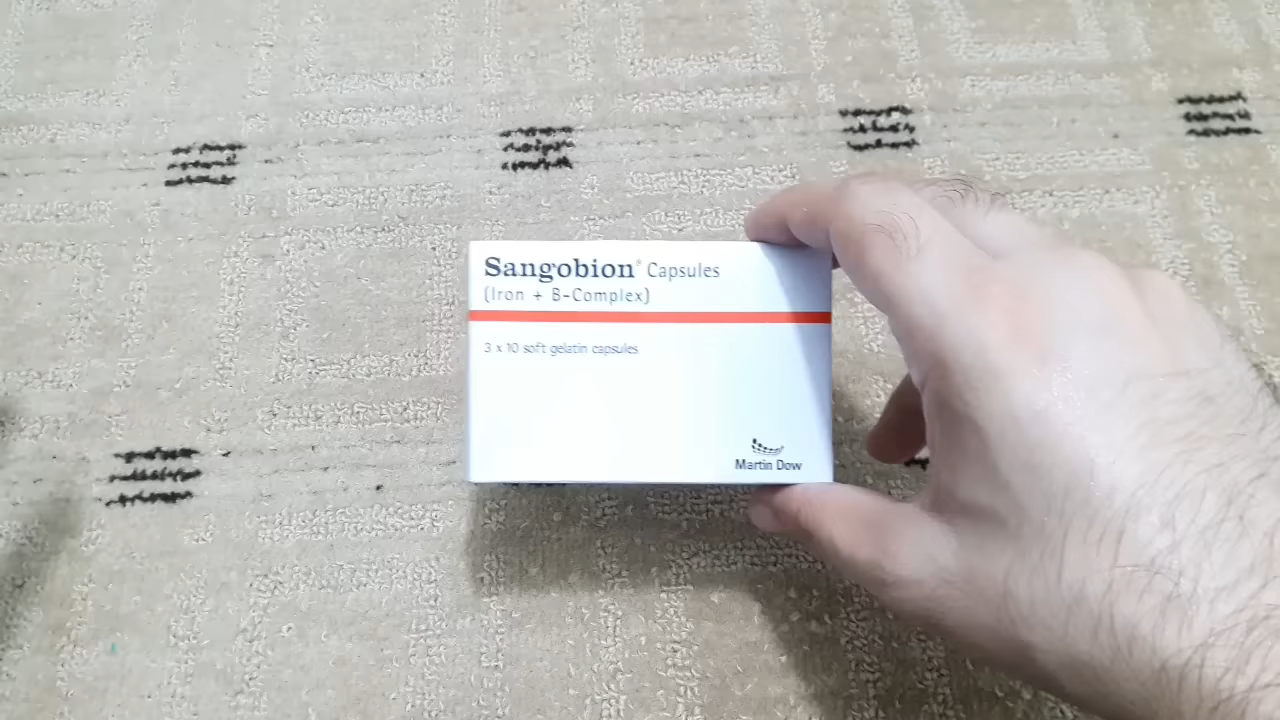 Sangobion® Capsules
(Iron + B-Complex)
3 x 10 soft gelatin capsules
Martin Dow